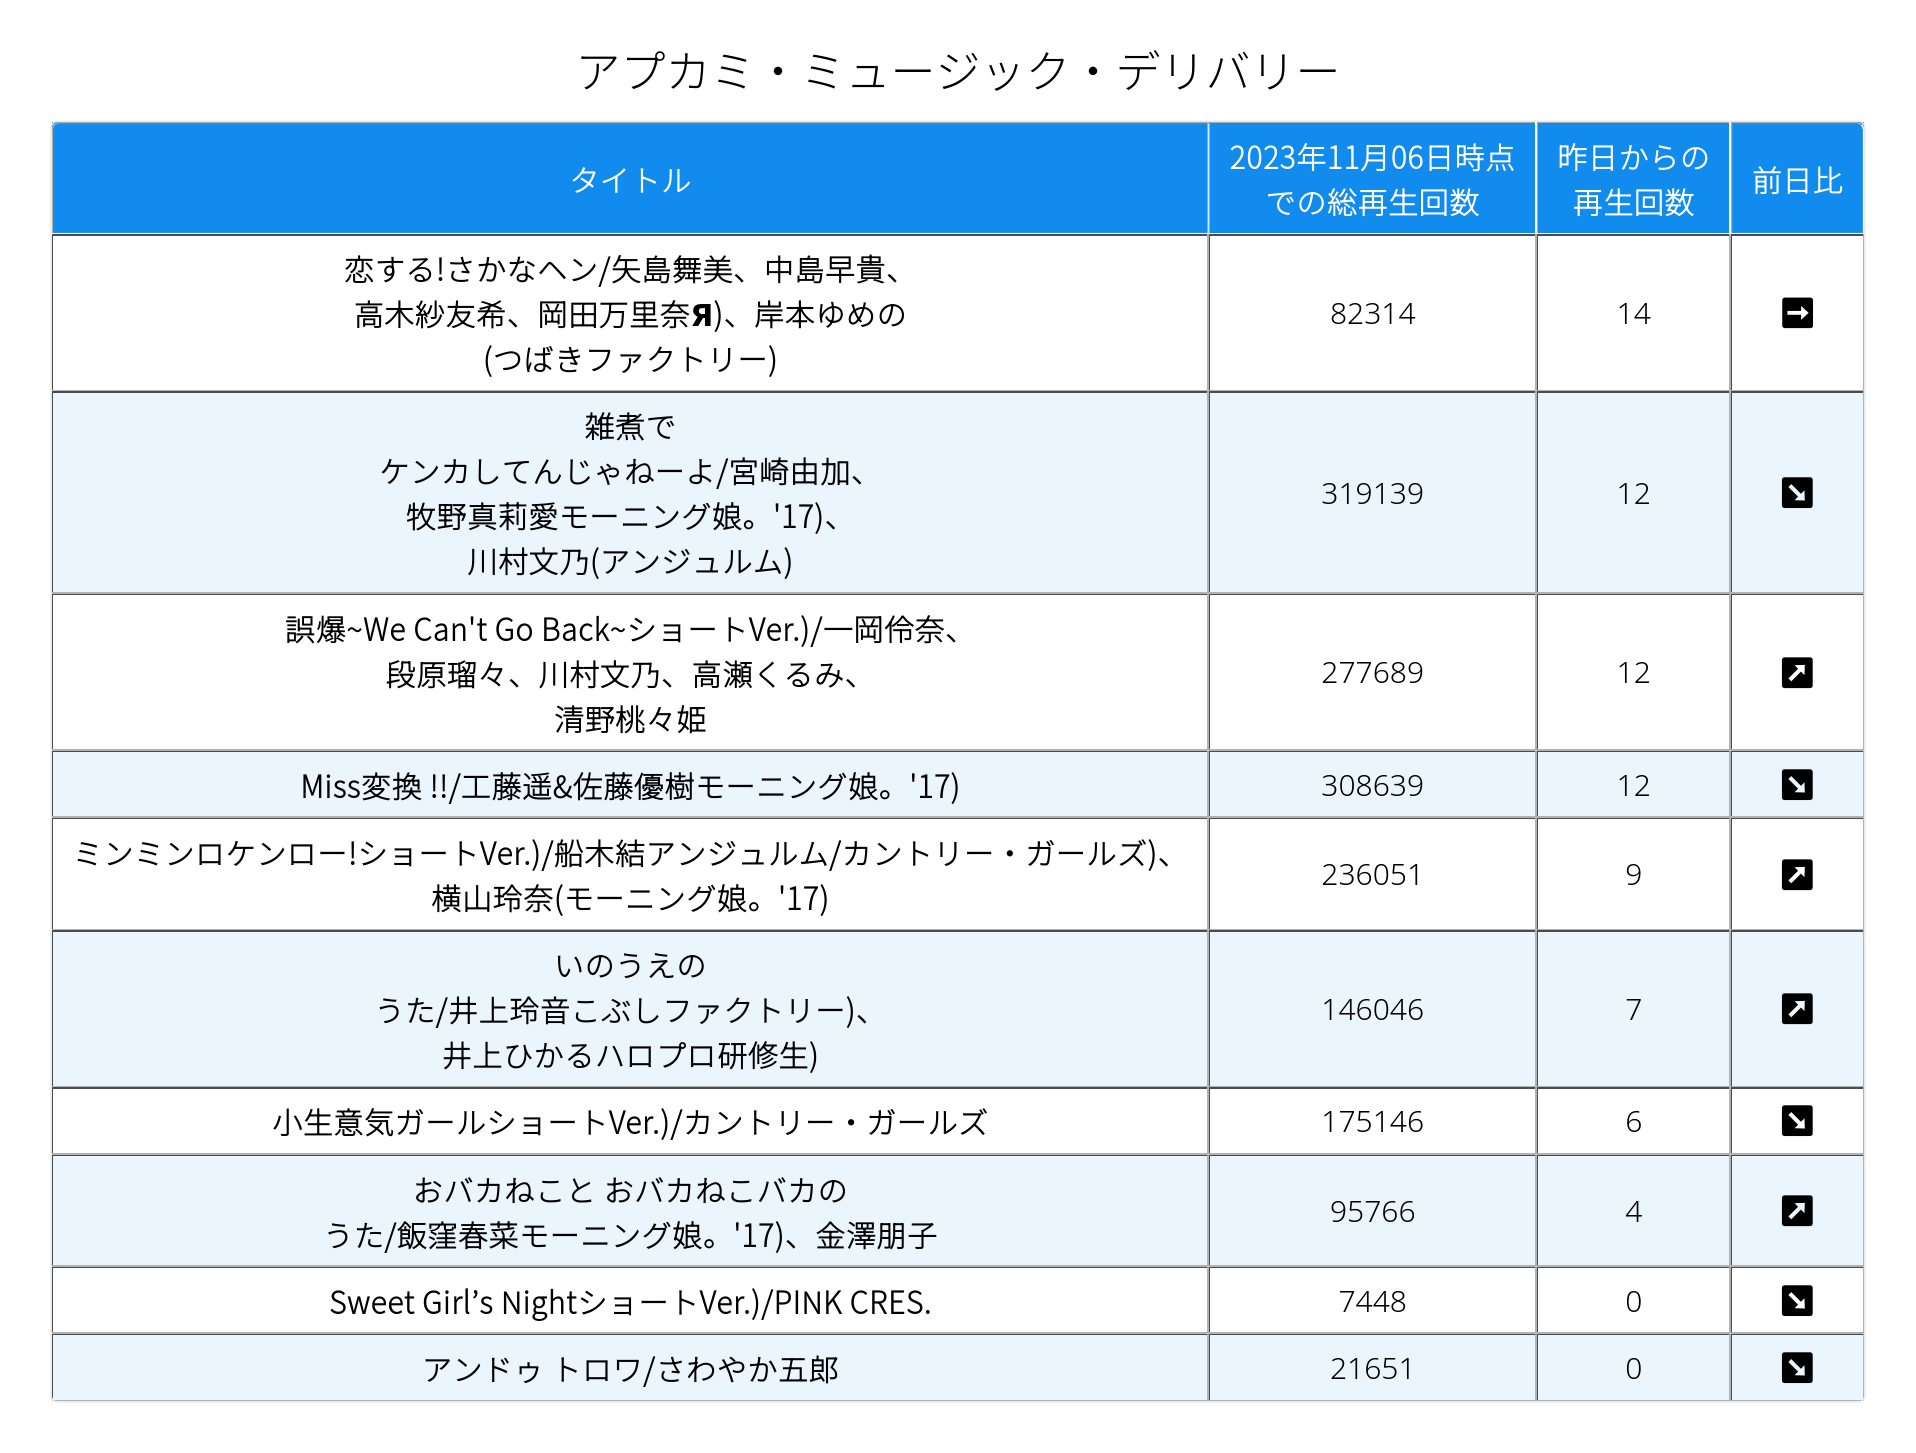 アプカミ・ミュージック・デリバリー
タイトル
2023年11月06日時点
での総再生回数
昨日からの
再生回数
前日比
恋する!さかなヘン/矢島舞美、中島早貴、
高木紗友希、岡田万里奈Я)、岸本ゆめの
(つばきファクトリー)
82314
14
➡
雑煮で
ケンカしてんじゃねーよ/宮崎由加、
牧野真莉愛モーニング娘。'17)、
川村文乃(アンジュルム)
319139
12
↘
誤爆~We Can't Go Back~ショートVer.)/一岡伶奈、
段原瑠々、川村文乃、高瀬くるみ、
清野桃々姫
277689
12
↗
Miss変換 !!/工藤遥&佐藤優樹モーニング娘。'17)
308639
12
↘
ミンミンロケンロー!ショートVer.)/船木結アンジュルム/カントリー・ガールズ)、
横山玲奈(モーニング娘。'17)
236051
9
↗
いのうえの
うた/井上玲音こぶしファクトリー)、
井上ひかるハロプロ研修生)
146046
7
↗
小生意気ガールショートVer.)/カントリー・ガールズ
175146
6
↘
おバカねこと おバカねこバカの
うた/飯窪春菜モーニング娘。'17)、金澤朋子
95766
4
↗
Sweet Girl’s NightショートVer.)/PINK CRES.
7448
0
↘
アンドゥ トロワ/さわやか五郎
21651
0
↘